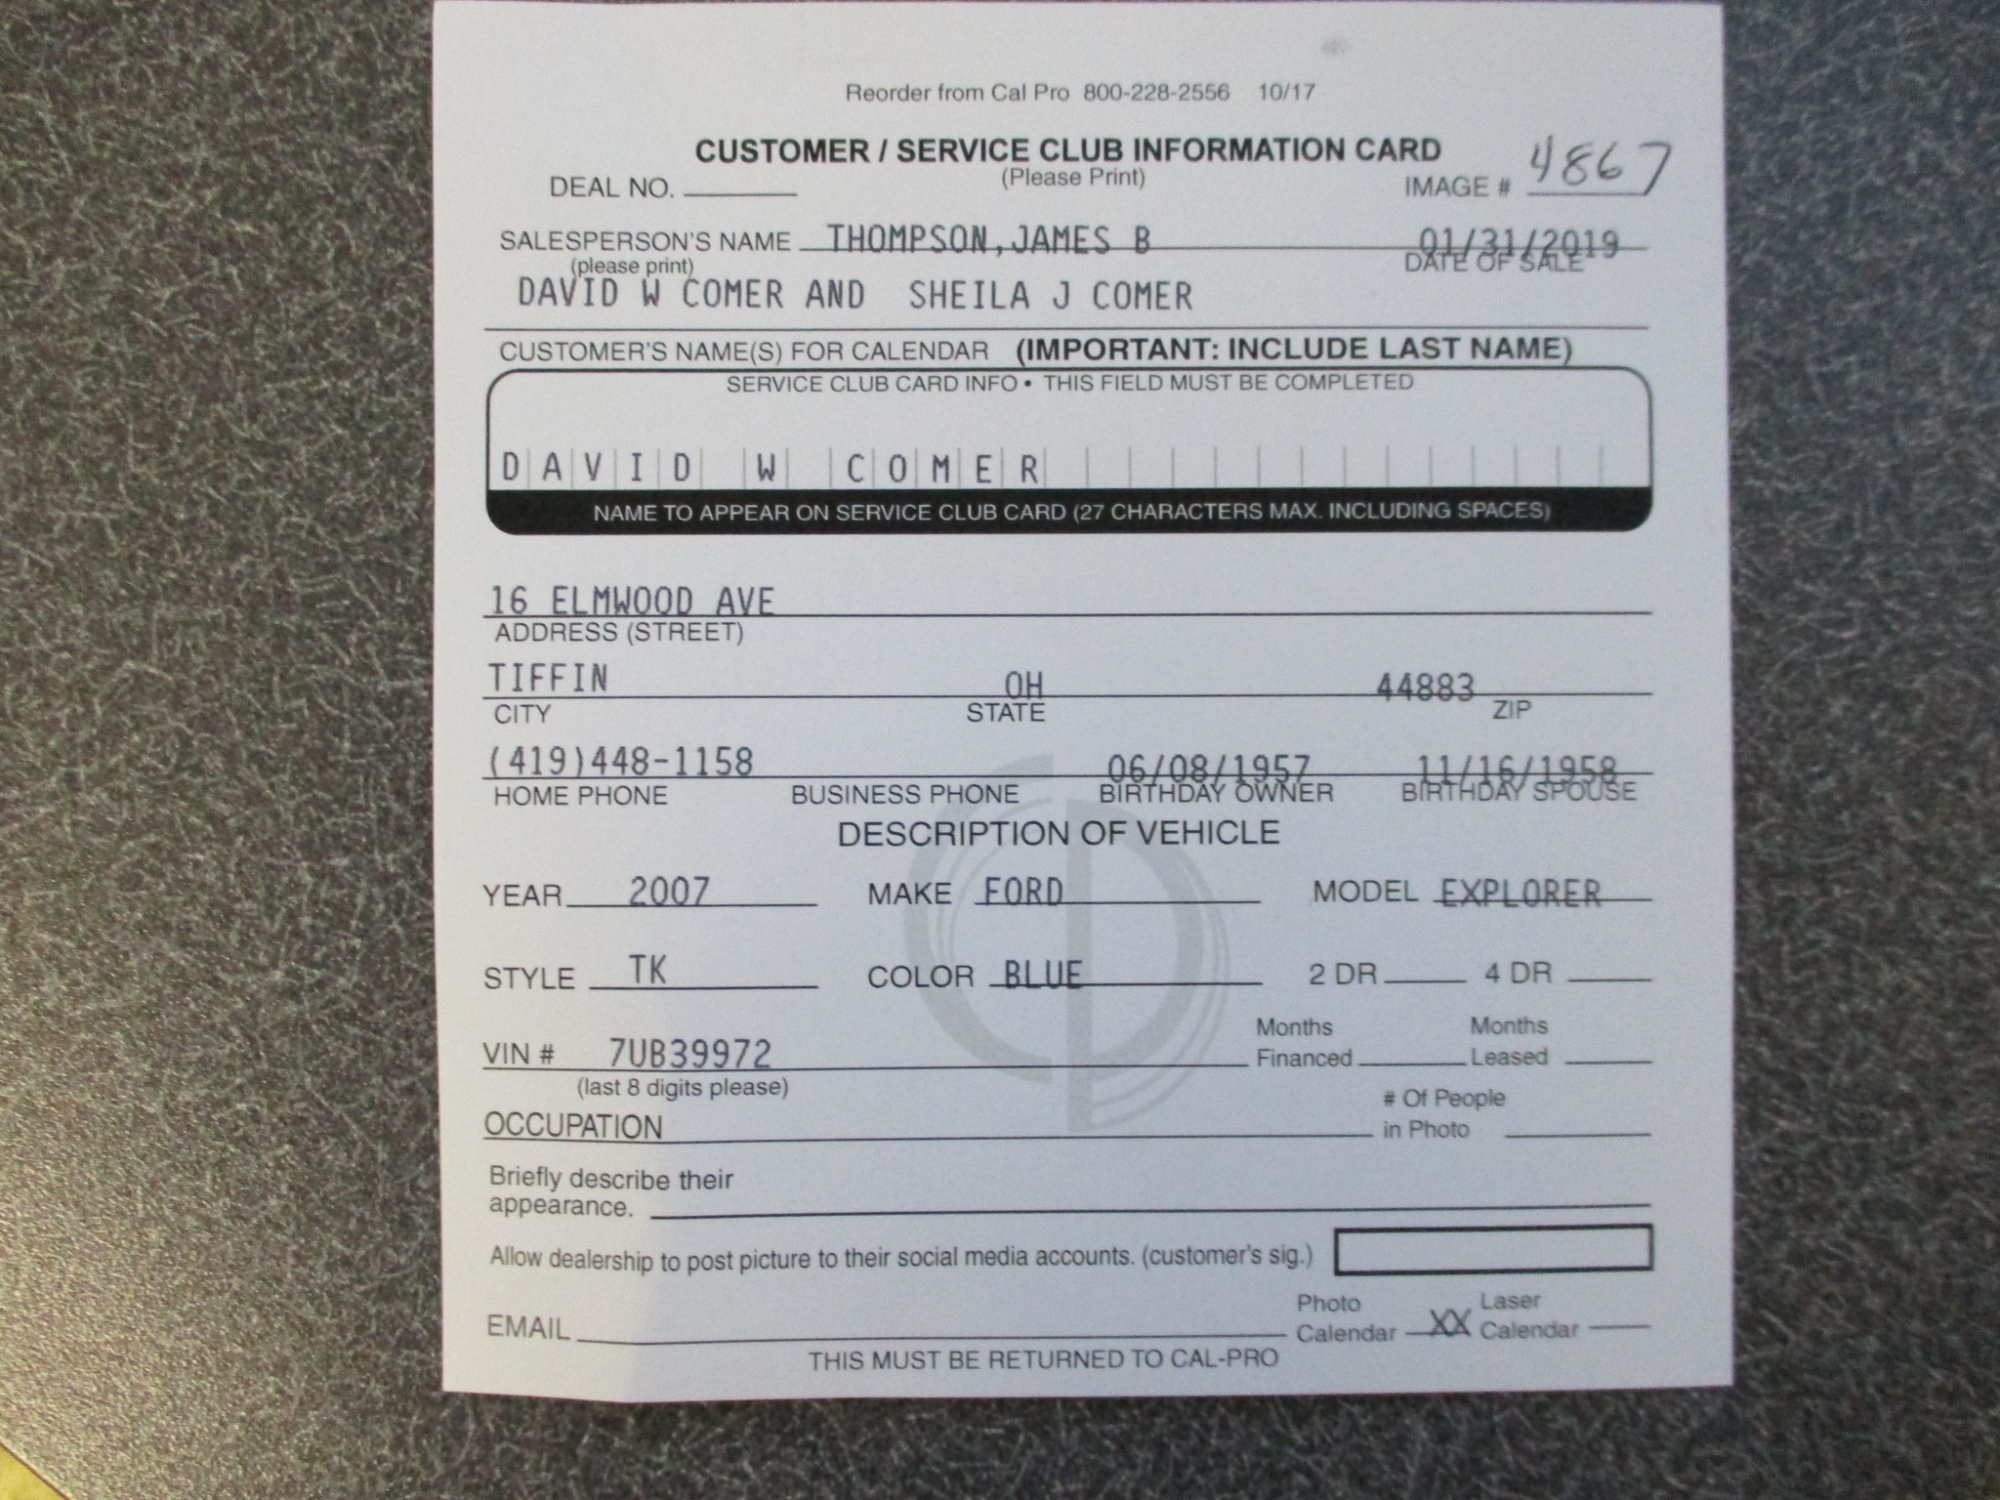 Reorder from Cal Pro 800-228-2556 10/17
CUSTOMER / SERVICE CLUB INFORMATION CARD
(Please Print)
DEAL NO. IMAGE # 4867
SALESPERSON'S NAME THOMPSON, JAMES B 01/31/2019
(please print) DATE OF SALE
DAVID W COMER AND SHEILA J COMER
CUSTOMER'S NAME(S) FOR CALENDAR (IMPORTANT: INCLUDE LAST NAME)
SERVICE CLUB CARD INFO • THIS FIELD MUST BE COMPLETED
DAVID W COMER
NAME TO APPEAR ON SERVICE CLUB CARD (27 CHARACTERS MAX. INCLUDING SPACES)
16 ELMWOOD AVE
ADDRESS (STREET)
TIFFIN OH 44883
CITY STATE ZIP
(419)448-1158 06/08/1957 11/16/1958
HOME PHONE BUSINESS PHONE BIRTHDAY OWNER BIRTHDAY SPOUSE
DESCRIPTION OF VEHICLE
YEAR 2007 MAKE FORD MODEL EXPLORER
STYLE TK COLOR BLUE 2 DR 4 DR
VIN # 7UB39972 Months Financed Months Leased
(last 8 digits please)
OCCUPATION # Of People in Photo
Briefly describe their
appearance.
Allow dealership to post picture to their social media accounts. (customer's sig.)
EMAIL Photo Calendar XX Laser Calendar
THIS MUST BE RETURNED TO CAL-PRO